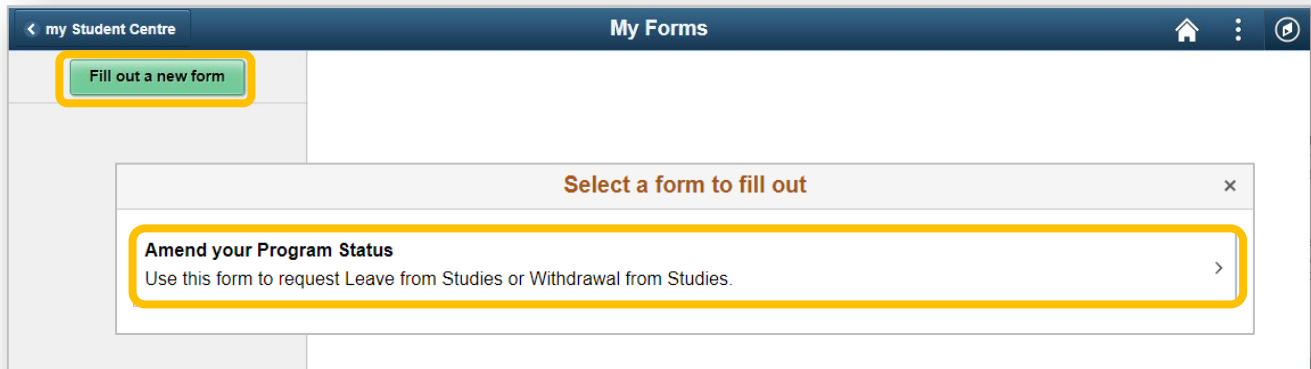 my Student Centre
My Forms
Fill out a new form
Select a form to fill out
Amend your Program Status
Use this form to request Leave from Studies or Withdrawal from Studies.